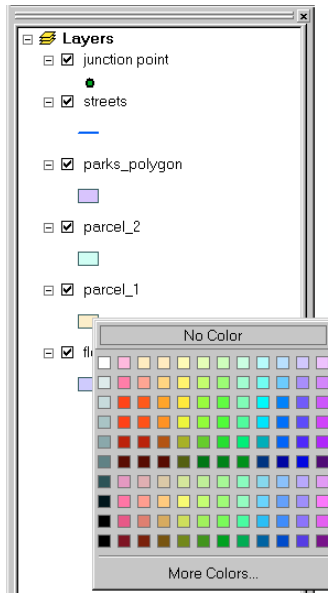 Layers
junction point
streets
parks_polygon
parcel_2
parcel_1
No Color
More Colors...